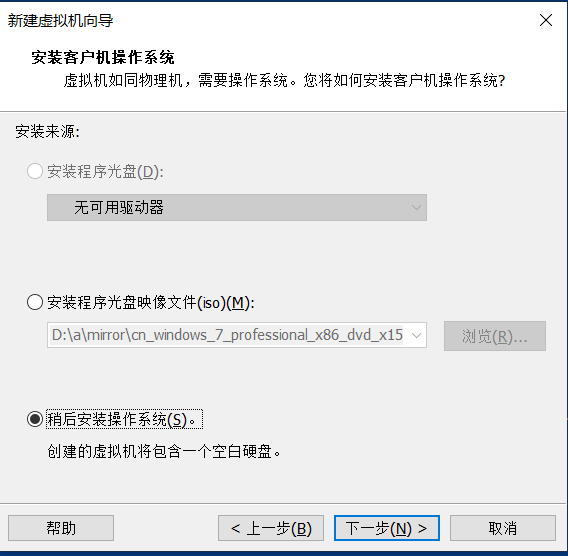 新建虚拟机向导
安装客户机操作系统
虚拟机如同物理机，需要操作系统。您将如何安装客户机操作系统?
安装来源:
安装程序光盘(D):
无可用驱动器
安装程序光盘映像文件(iso)(M):
D:\a\mirror\cn_windows_7_professional_x86_dvd_x15
浏览(R)...
稍后安装操作系统(S)。
创建的虚拟机将包含一个空白硬盘。
帮助
< 上一步(B)
下一步(N) >
取消